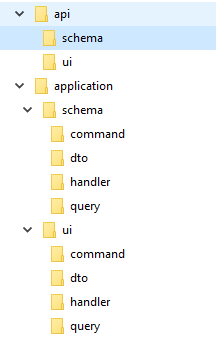 api
schema
ui
application
schema
command
dto
handler
query
ui
command
dto
handler
query